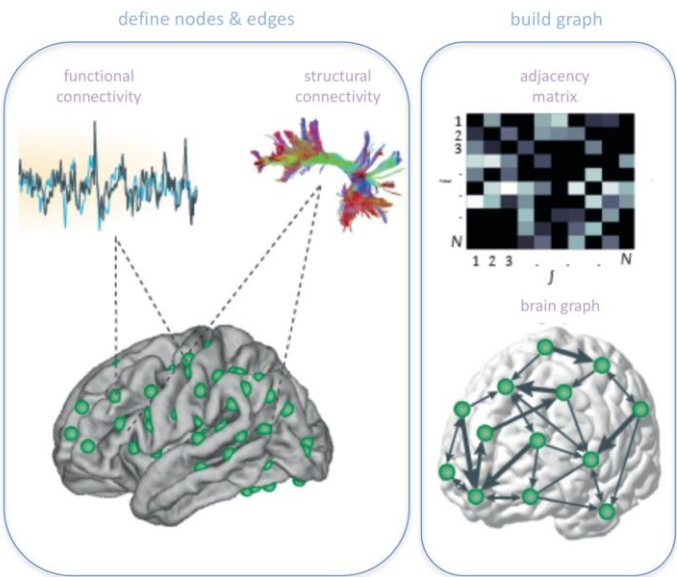 define nodes & edges
build graph
functional
connectivity
structural
connectivity
adjacency
matrix
1
2
3
-
-
-
N
1 2 3 - - - N
j
brain graph